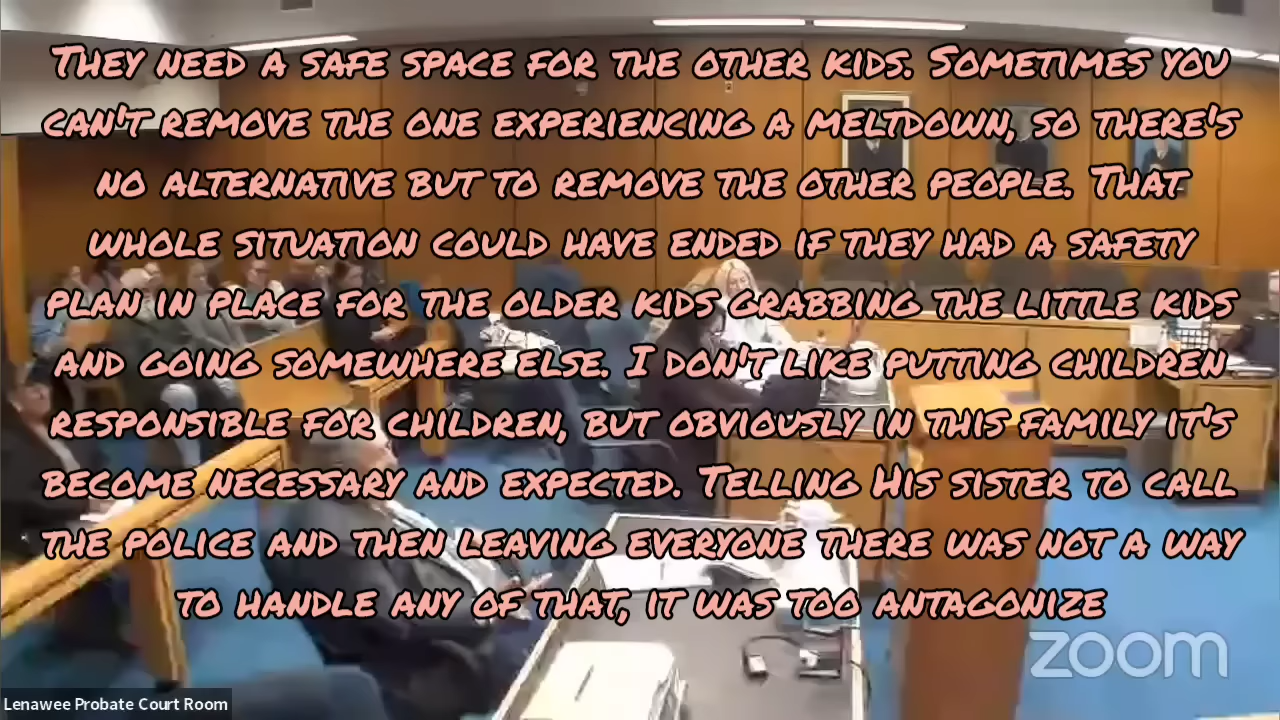 They need a safe space for the other kids. Sometimes you
can't remove the one experiencing a meltdown, so there's
no alternative but to remove the other people. That
whole situation could have ended if they had a safety
plan in place for the older kids grabbing the little kids
and going somewhere else. I don't like putting children
responsible for children, but obviously in this family it's
become necessary and expected. Telling His sister to call
the police and then leaving everyone there was not a way
to handle any of that, it was too antagonize
zoom
Lenawee Probate Court Room